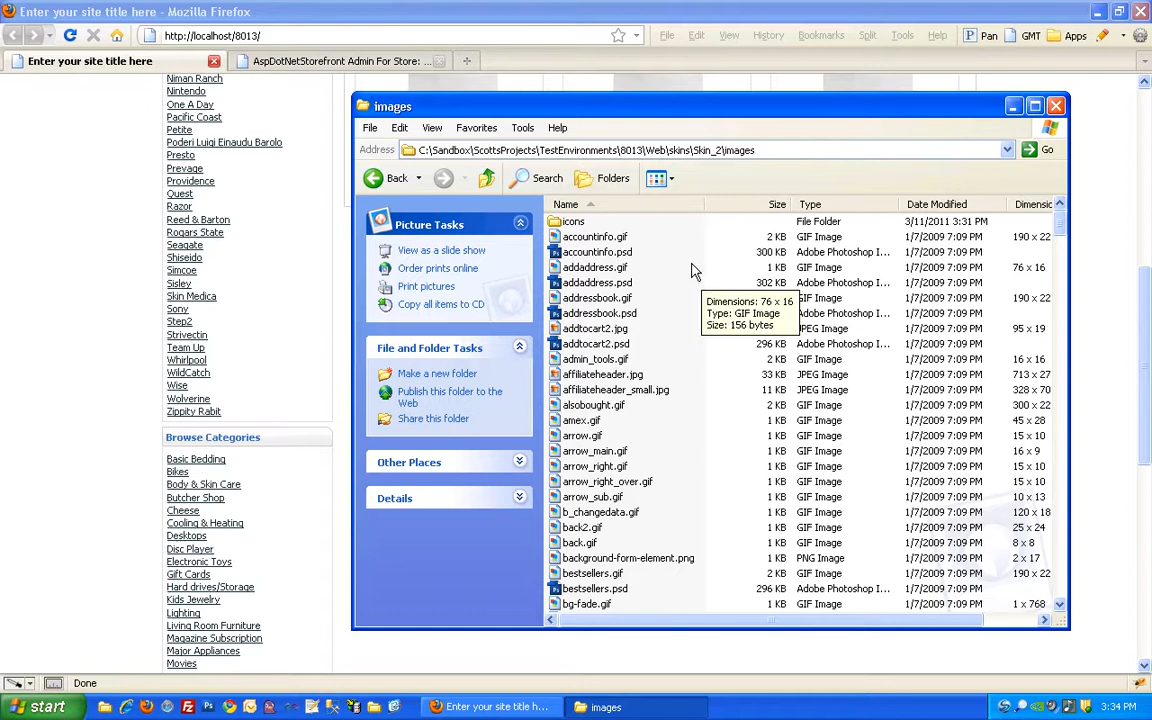 Enter your site title here - Mozilla Firefox
http://localhost/8013/
File Edit View History Bookmarks Split Tools Help
Pan GMT Apps
Enter your site title here
AspDotNetStorefront Admin For Store: ...
Niman Ranch
Nintendo
One A Day
Pacific Coast
Petite
Poderi Luigi Einaudu Barolo
Presto
Prevage
Providence
Quest
Razor
Reed & Barton
Rogars State
Seagate
Shiseido
Simcoe
Sisley
Skin Medica
Sony
Step2
Strivectin
Team Up
Whirlpool
WildCatch
Wise
Wolverine
Zippity Rabit
Browse Categories
Basic Bedding
Bikes
Body & Skin Care
Butcher Shop
Cheese
Cooling & Heating
Desktops
Disc Player
Electronic Toys
Gift Cards
Hard drives/Storage
Kids Jewelry
Lighting
Living Room Furniture
Magazine Subscription
Movies
images
File Edit View Favorites Tools Help
Address C:\Sandbox\ScottsProjects\TestEnvironments\8013\Web\skins\Skin_2\images Go
Back Search Folders
Picture Tasks
View as a slide show
Order prints online
Print pictures
Copy all items to CD
File and Folder Tasks
Make a new folder
Publish this folder to the
Web
Share this folder
Other Places
Details
Name Size Type Date Modified Dimensio
icons File Folder 3/11/2011 3:31 PM
accountinfo.gif 2 KB GIF Image 1/7/2009 7:09 PM 190 x 22
accountinfo.psd 300 KB Adobe Photoshop I... 1/7/2009 7:09 PM
addaddress.gif 1 KB GIF Image 1/7/2009 7:09 PM 76 x 16
addaddress.psd 302 KB Adobe Photoshop I... 1/7/2009 7:09 PM
addressbook.gif GIF Image 1/7/2009 7:09 PM 190 x 22
addressbook.psd Adobe Photoshop I... 1/7/2009 7:09 PM
addtocart2.jpg JPEG Image 1/7/2009 7:09 PM 95 x 19
addtocart2.psd 296 KB Adobe Photoshop I... 1/7/2009 7:09 PM
admin_tools.gif 2 KB GIF Image 1/7/2009 7:09 PM 16 x 16
affiliateheader.jpg 33 KB JPEG Image 1/7/2009 7:09 PM 713 x 27
affiliateheader_small.jpg 11 KB JPEG Image 1/7/2009 7:09 PM 328 x 70
alsobought.gif 2 KB GIF Image 1/7/2009 7:09 PM 300 x 22
amex.gif 1 KB GIF Image 1/7/2009 7:09 PM 45 x 28
arrow.gif 1 KB GIF Image 1/7/2009 7:09 PM 15 x 10
arrow_main.gif 1 KB GIF Image 1/7/2009 7:09 PM 16 x 9
arrow_right.gif 1 KB GIF Image 1/7/2009 7:09 PM 15 x 10
arrow_right_over.gif 1 KB GIF Image 1/7/2009 7:09 PM 15 x 10
arrow_sub.gif 1 KB GIF Image 1/7/2009 7:09 PM 10 x 13
b_changedata.gif 1 KB GIF Image 1/7/2009 7:09 PM 120 x 18
back2.gif 1 KB GIF Image 1/7/2009 7:09 PM 25 x 24
back.gif 1 KB GIF Image 1/7/2009 7:09 PM 8 x 8
background-form-element.png 1 KB PNG Image 1/7/2009 7:09 PM 2 x 17
bestsellers.gif 2 KB GIF Image 1/7/2009 7:09 PM 190 x 22
bestsellers.psd 296 KB Adobe Photoshop I... 1/7/2009 7:09 PM
bg-fade.gif 1 KB GIF Image 1/7/2009 7:09 PM 1 x 768
Dimensions: 76 x 16
Type: GIF Image
Size: 156 bytes
Done
start
Enter your site title h...
images
3:34 PM